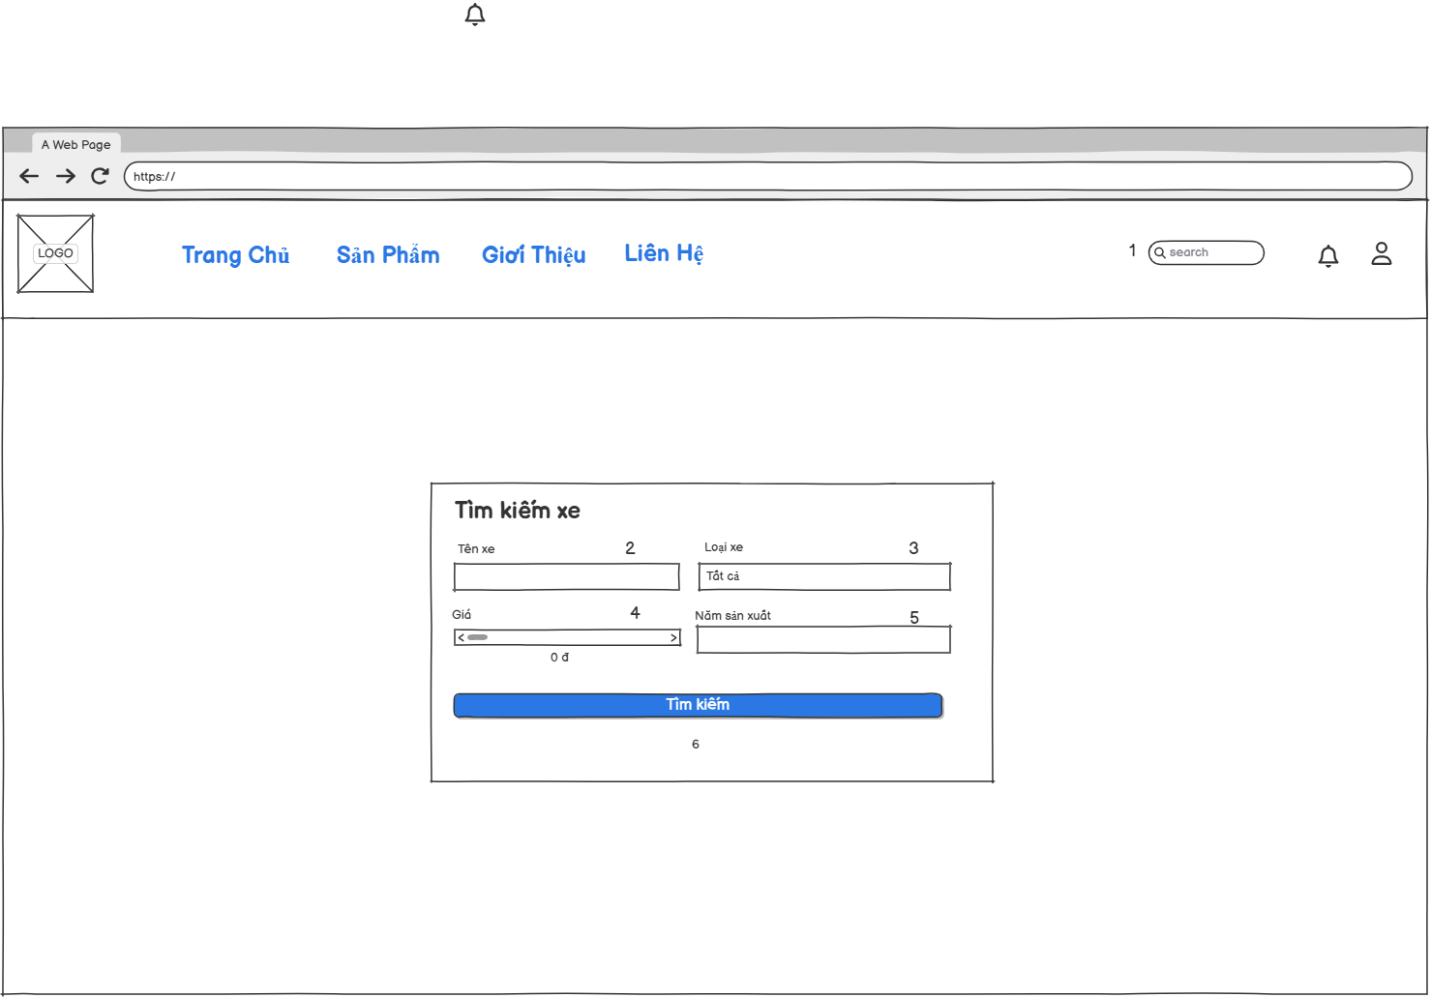 A Web Page
https://
LOGO
Trang Chủ Sản Phẩm Giới Thiệu Liên Hệ 1 search
Tìm kiếm xe
Tên xe 2 Loại xe 3
Tất cả
Giá 4 Năm sản xuất 5
0 đ
Tìm kiếm
6